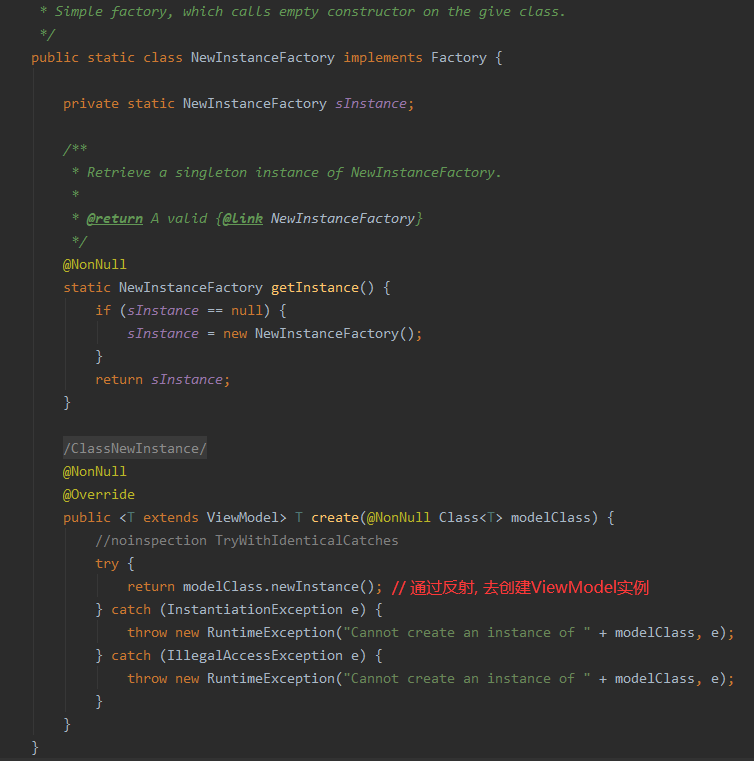 * Simple factory, which calls empty constructor on the give class.
*/
public static class NewInstanceFactory implements Factory {
private static NewInstanceFactory sInstance;
/**
* Retrieve a singleton instance of NewInstanceFactory.
*
* @return A valid {@link NewInstanceFactory}
*/
@NonNull
static NewInstanceFactory getInstance() {
if (sInstance == null) {
sInstance = new NewInstanceFactory();
}
return sInstance;
}
/ClassNewInstance/
@NonNull
@Override
public <T extends ViewModel> T create(@NonNull Class<T> modelClass) {
//noinspection TryWithIdenticalCatches
try {
return modelClass.newInstance(); // 通过反射, 去创建ViewModel实例
} catch (InstantiationException e) {
throw new RuntimeException("Cannot create an instance of " + modelClass, e);
} catch (IllegalAccessException e) {
throw new RuntimeException("Cannot create an instance of " + modelClass, e);
}
}
}